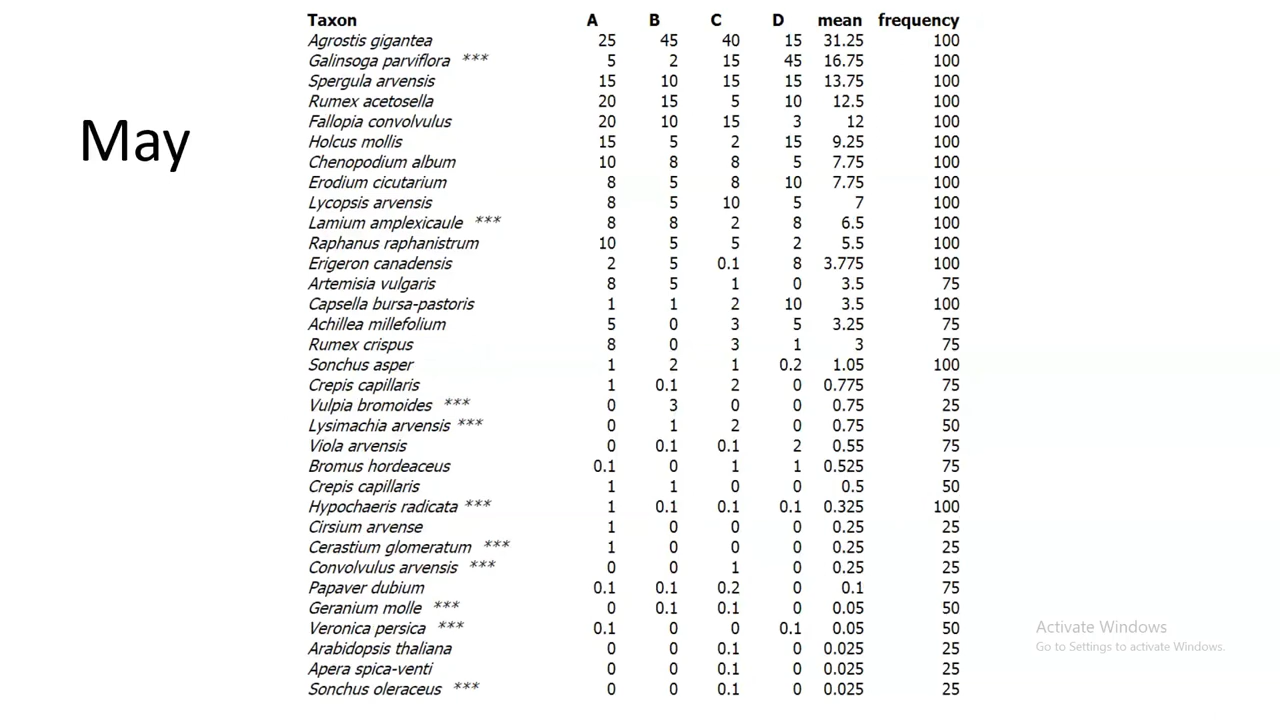 Taxon A B C D mean frequency
Agrostis gigantea 25 45 40 15 31.25 100
Galinsoga parviflora *** 5 2 15 45 16.75 100
Spergula arvensis 15 10 15 15 13.75 100
Rumex acetosella 20 15 5 10 12.5 100
Fallopia convolvulus 20 10 15 3 12 100
May
Holcus mollis 15 5 2 15 9.25 100
Chenopodium album 10 8 8 5 7.75 100
Erodium cicutarium 8 5 8 10 7.75 100
Lycopsis arvensis 8 5 10 5 7 100
Lamium amplexicaule *** 8 8 2 8 6.5 100
Raphanus raphanistrum 10 5 5 2 5.5 100
Erigeron canadensis 2 5 0.1 8 3.775 100
Artemisia vulgaris 8 5 1 0 3.5 75
Capsella bursa-pastoris 1 1 2 10 3.5 100
Achillea millefolium 5 0 3 5 3.25 75
Rumex crispus 8 0 3 1 3 75
Sonchus asper 1 2 1 0.2 1.05 100
Crepis capillaris 1 0.1 2 0 0.775 75
Vulpia bromoides *** 0 3 0 0 0.75 25
Lysimachia arvensis *** 0 1 2 0 0.75 50
Viola arvensis 0 0.1 0.1 2 0.55 75
Bromus hordeaceus 0.1 0 1 1 0.525 75
Crepis capillaris 1 1 0 0 0.5 50
Hypochaeris radicata *** 1 0.1 0.1 0.1 0.325 100
Cirsium arvense 1 0 0 0 0.25 25
Cerastium glomeratum *** 1 0 0 0 0.25 25
Convolvulus arvensis *** 0 0 1 0 0.25 25
Papaver dubium 0.1 0.1 0.2 0 0.1 75
Geranium molle *** 0 0.1 0.1 0 0.05 50
Veronica persica *** 0.1 0 0 0.1 0.05 50
Arabidopsis thaliana 0 0 0.1 0 0.025 25
Apera spica-venti 0 0 0.1 0 0.025 25
Sonchus oleraceus *** 0 0 0.1 0 0.025 25
Activate Windows
Go to Settings to activate Windows.